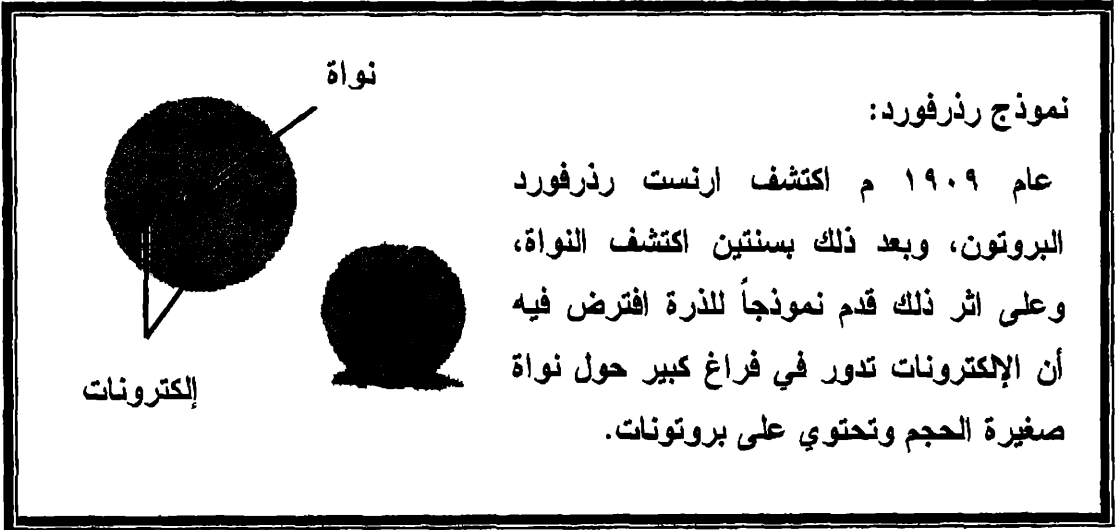 نواة
نموذج رذرفورد:
عام ١٩٠٩ م اكتشف ارنست رذرفورد
البروتون، وبعد ذلك بسنتين اكتشف النواة،
وعلى اثر ذلك قدم نموذجاً للذرة افترض فيه
أن الإلكترونات تدور في فراغ كبير حول نواة
صغيرة الحجم وتحتوي على بروتونات.
إلكترونات